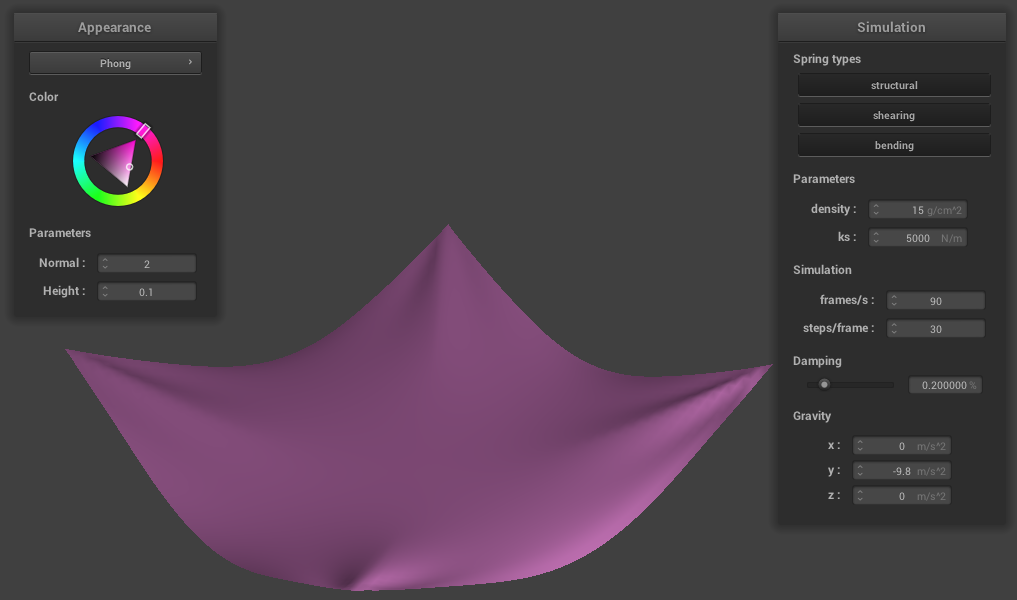 Appearance
Phong
Color
Parameters
Normal : 2
Height : 0.1
Simulation
Spring types
structural
shearing
bending
Parameters
density : 15 g/cm^2
ks : 5000 N/m
Simulation
frames/s : 90
steps/frame : 30
Damping
0.200000 %
Gravity
x : 0 m/s^2
y : -9.8 m/s^2
z : 0 m/s^2